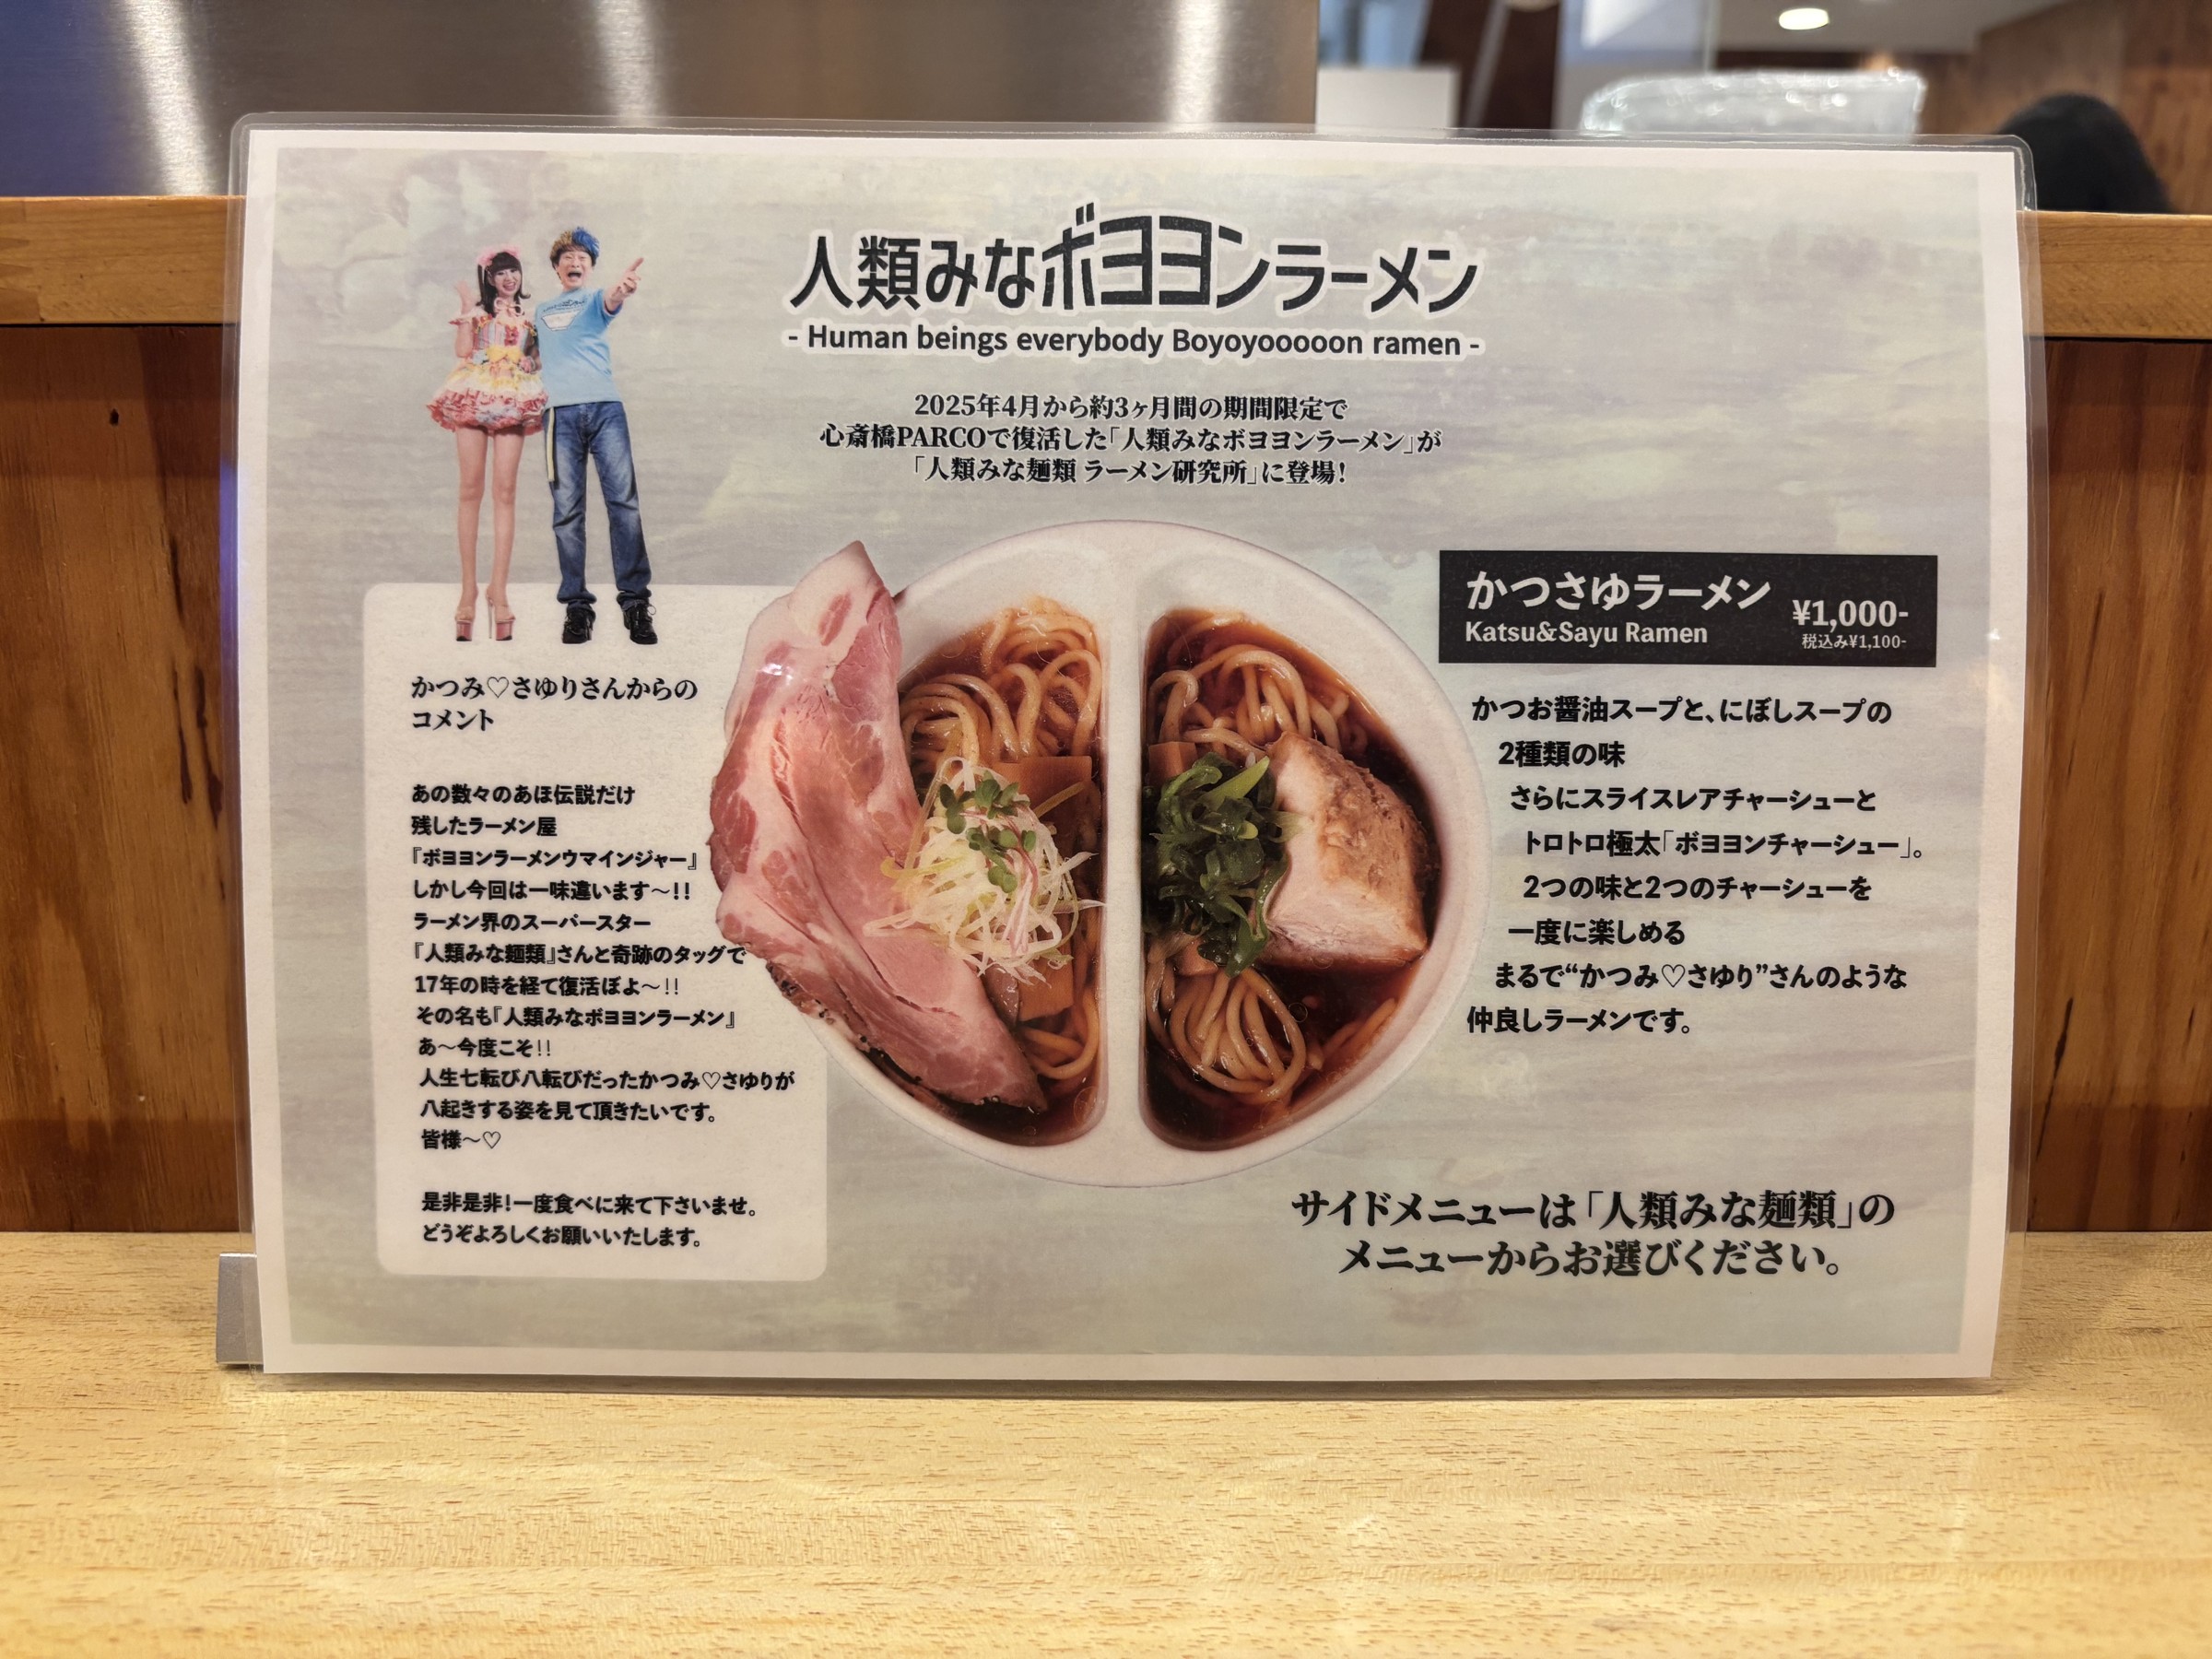 人類みなボヨヨンラーメン
- Human beings everybody Boyoyooooon ramen -
2025年4月から約3ヶ月間の期間限定で
心斎橋PARCOで復活した「人類みなボヨヨンラーメン」が
「人類みな麺類 ラーメン研究所」に登場!
かつみ♡さゆりさんからの
コメント
あの数々のあほ伝説だけ
残したラーメン屋
『ボヨヨンラーメンウマインジャー』
しかし今回は一味違います〜!!
ラーメン界のスーパースター
『人類みな麺類』さんと奇跡のタッグで
17年の時を経て復活ぼよ〜!!
その名も『人類みなボヨヨンラーメン』
あ〜今度こそ!!
人生七転び八転びだったかつみ♡さゆりが
八起きする姿を見て頂きたいです。
皆様〜♡
是非是非!一度食べに来て下さいませ。
どうぞよろしくお願いいたします。
かつさゆラーメン ¥1,000-
Katsu&Sayu Ramen 税込み¥1,100-
かつお醤油スープと、にぼしスープの
2種類の味
さらにスライスレアチャーシューと
トロトロ極太「ボヨヨンチャーシュー」。
2つの味と2つのチャーシューを
一度に楽しめる
まるで“かつみ♡さゆり”さんのような
仲良しラーメンです。
サイドメニューは「人類みな麺類」の
メニューからお選びください。